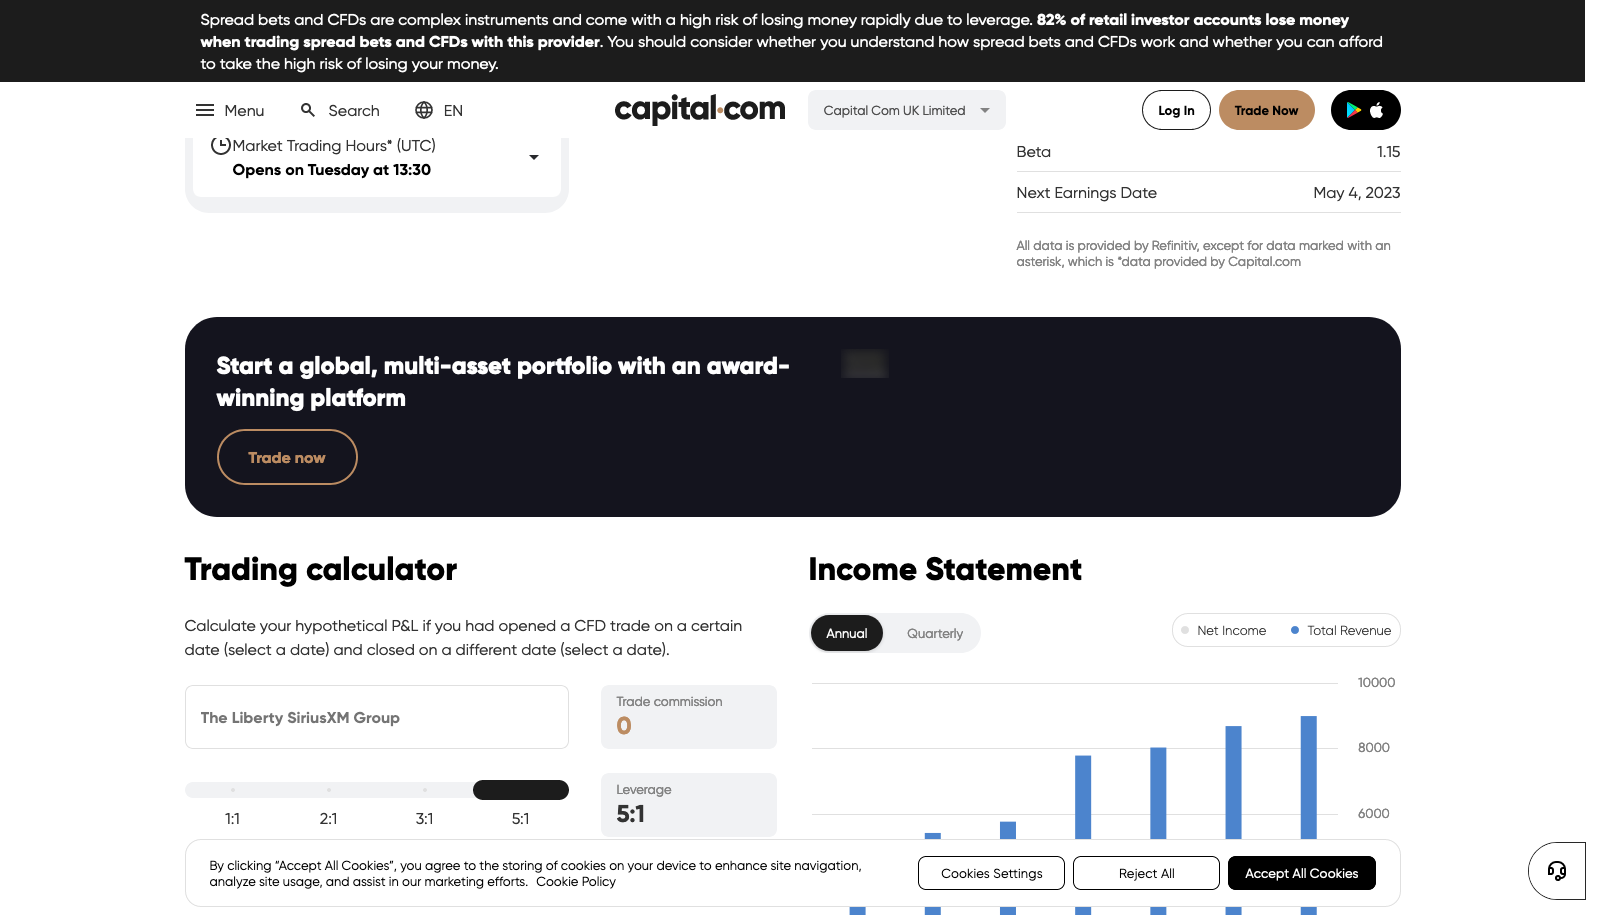 Spread bets and CFDs are complex instruments and come with a high risk of losing money rapidly due to leverage. 82% of retail investor accounts lose money
when trading spread bets and CFDs with this provider. You should consider whether you understand how spread bets and CFDs work and whether you can afford
to take the high risk of losing your money.
Menu
Search
EN
capital.com
Capital Com UK Limited
Log In
Trade Now
Market Trading Hours* (UTC)
Opens on Tuesday at 13:30
Beta 1.15
Next Earnings Date May 4, 2023
All data is provided by Refinitiv, except for data marked with an
asterisk, which is *data provided by Capital.com
Start a global, multi-asset portfolio with an award-
winning platform
Trade now
Trading calculator
Calculate your hypothetical P&L if you had opened a CFD trade on a certain
date (select a date) and closed on a different date (select a date).
The Liberty SiriusXM Group
Trade commission
0
1:1 2:1 3:1 5:1
Leverage
5:1
Income Statement
Annual Quarterly
Net Income Total Revenue
10000
8000
6000
By clicking “Accept All Cookies”, you agree to the storing of cookies on your device to enhance site navigation,
analyze site usage, and assist in our marketing efforts. Cookie Policy
Cookies Settings
Reject All
Accept All Cookies